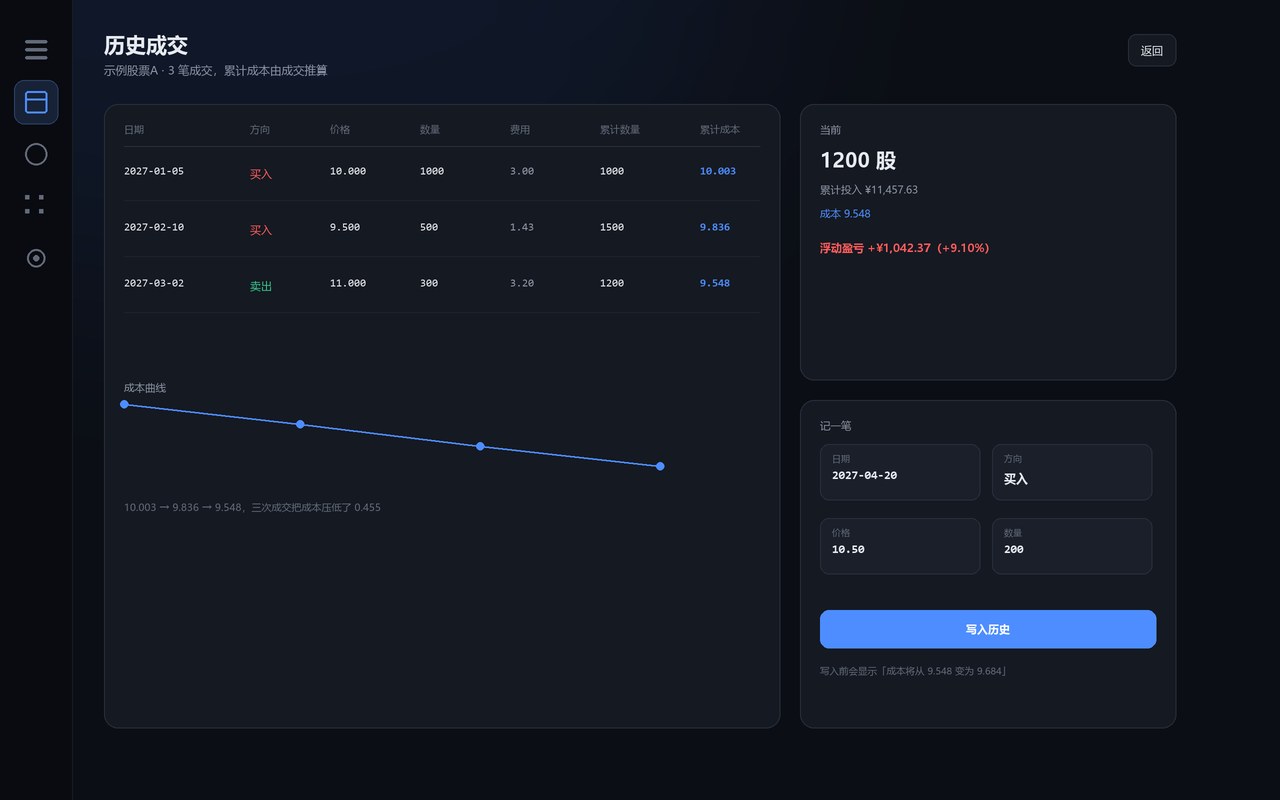 历史成交
示例股票A · 3 笔成交，累计成本由成交推算
返回
日期 方向 价格 数量 费用 累计数量 累计成本
2027-01-05 买入 10.000 1000 3.00 1000 10.003
2027-02-10 买入 9.500 500 1.43 1500 9.836
2027-03-02 卖出 11.000 300 3.20 1200 9.548
成本曲线
10.003 → 9.836 → 9.548，三次成交把成本压低了 0.455
当前
1200 股
累计投入 ¥11,457.63
成本 9.548
浮动盈亏 +¥1,042.37（+9.10%）
记一笔
日期
2027-04-20
方向
买入
价格
10.50
数量
200
写入历史
写入前会显示「成本将从 9.548 变为 9.684」